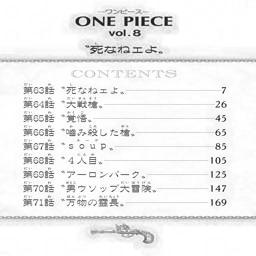 ーワンピースー
ONE PIECE
vol.8
〝死なねェよ。
CONTENTS
第63話 〝死なねェよ。 7
第64話 〝大戦槍。 26
第65話 〝覚悟。 45
第66話 〝噛み殺した槍。 65
第67話 〝soup。 85
第68話 〝4人目。 105
第69話 〝アーロンパーク。 125
第70話 〝男ウソップ大冒険。 147
第71話 〝万物の霊長。 169